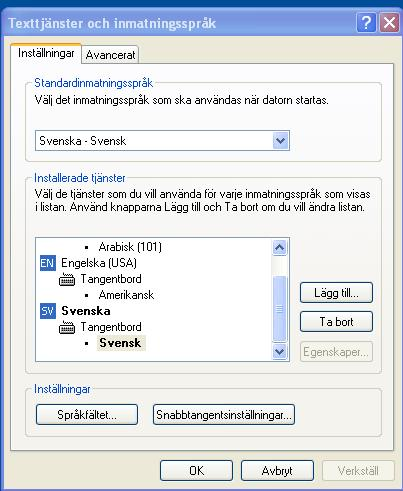 Texttjänster och inmatningsspråk
Inställningar Avancerat
Standardinmatningsspråk
Välj det inmatningsspråk som ska användas när datorn startas.
Svenska - Svensk
Installerade tjänster
Välj de tjänster som du vill använda för varje inmatningsspråk som visas
i listan. Använd knapparna Lägg till och Ta bort om du vill ändra listan.
• Arabisk (101)
EN Engelska (USA)
Tangentbord
• Amerikansk
SV Svenska
Tangentbord
• Svensk
Lägg till...
Ta bort
Egenskaper...
Inställningar
Språkfältet... Snabbtangentsinställningar...
OK Avbryt Verkställ